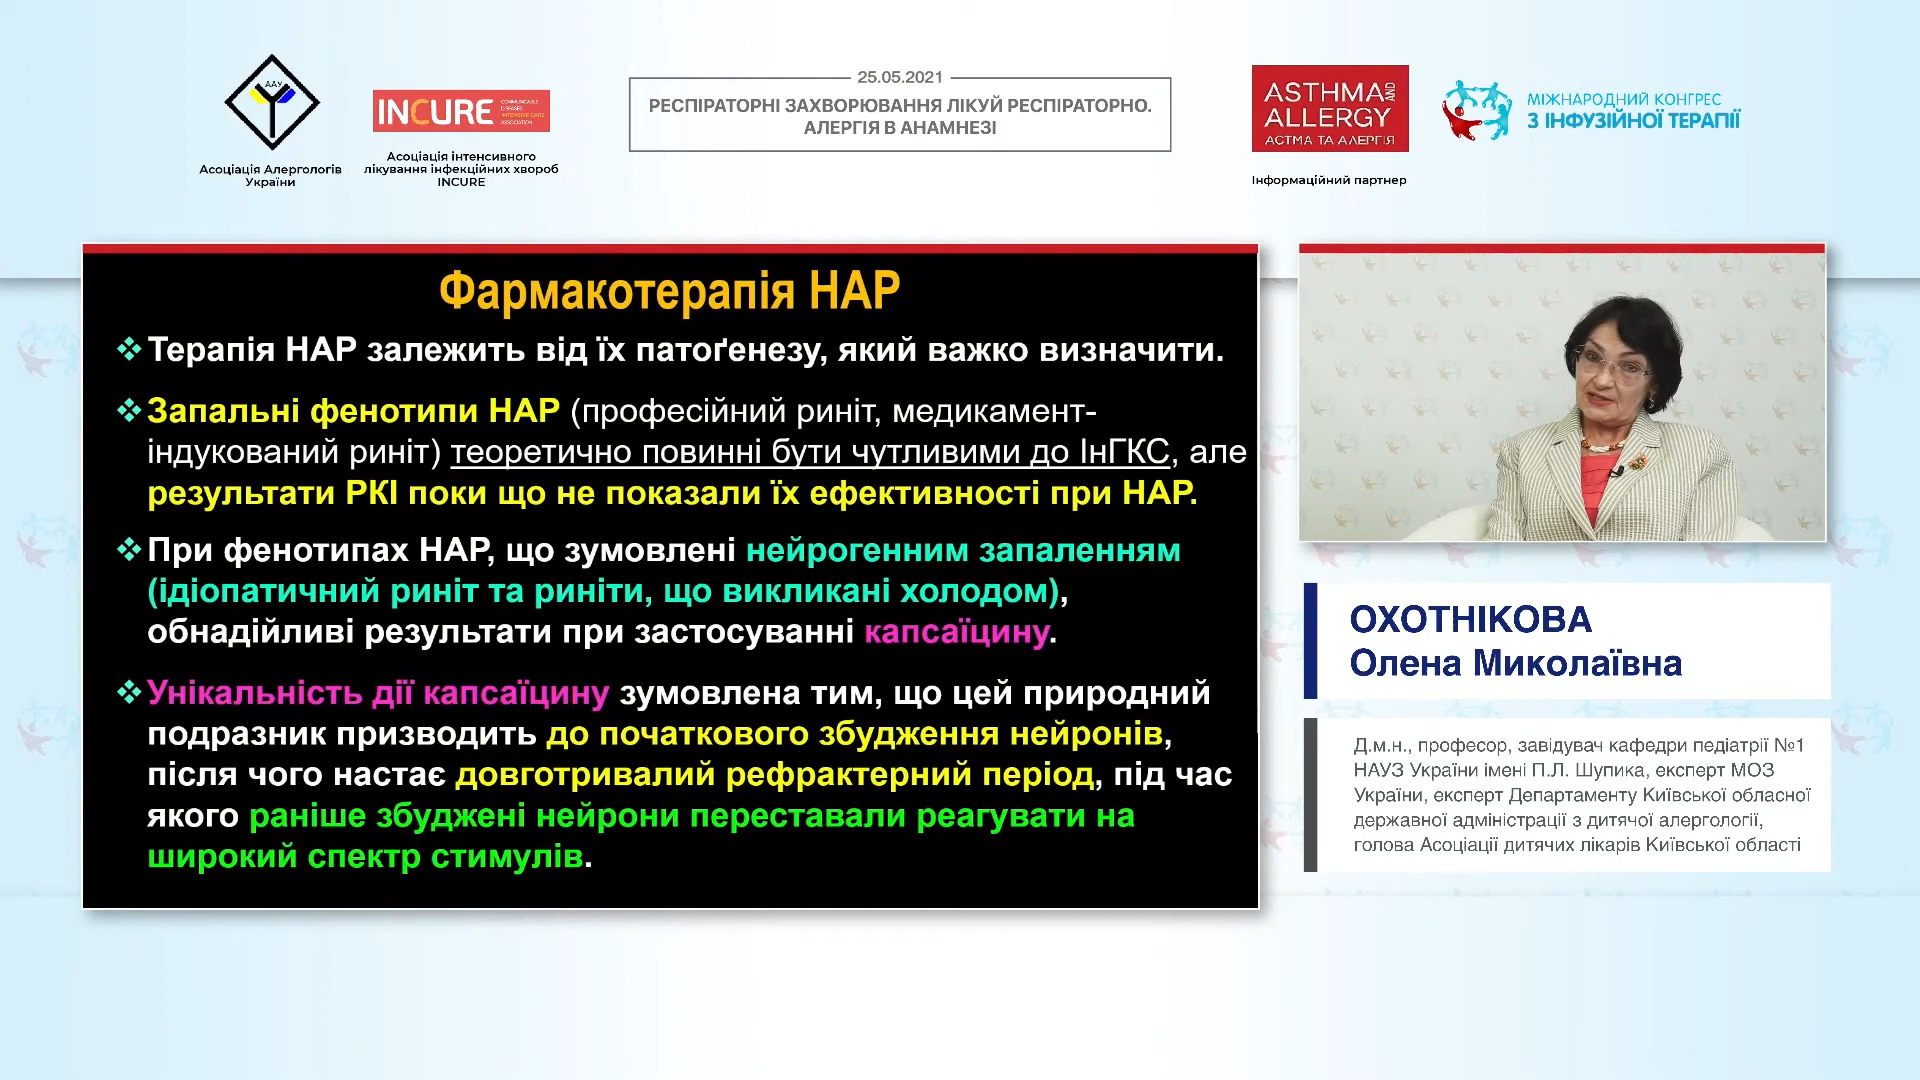 ААУ
Асоціація Алергологів
України
INCURE
COMMUNICABLE
DISEASES
INTENSIVE CARE
ASSOCIATION
Асоціація інтенсивного
лікування інфекційних хвороб
INCURE
25.05.2021
РЕСПІРАТОРНІ ЗАХВОРЮВАННЯ ЛІКУЙ РЕСПІРАТОРНО.
АЛЕРГІЯ В АНАМНЕЗІ
ASTHMA AND
ALLERGY
АСТМА ТА АЛЕРГІЯ
Інформаційний партнер
МІЖНАРОДНИЙ КОНГРЕС
З ІНФУЗІЙНОЇ ТЕРАПІЇ
Фармакотерапія НАР
Терапія НАР залежить від їх патоґенезу, який важко визначити.
Запальні фенотипи НАР (професійний риніт, медикамент-
індукований риніт) теоретично повинні бути чутливими до ІнГКС, але
результати РКІ поки що не показали їх ефективності при НАР.
При фенотипах НАР, що зумовлені нейрогенним запаленням
(ідіопатичний риніт та риніти, що викликані холодом),
обнадійливі результати при застосуванні капсаїцину.
Унікальність дії капсаїцину зумовлена тим, що цей природний
подразник призводить до початкового збудження нейронів,
після чого настає довготривалий рефрактерний період, під час
якого раніше збуджені нейрони переставали реагувати на
широкий спектр стимулів.
ОХОТНІКОВА
Олена Миколаївна
Д.м.н., професор, завідувач кафедри педіатрії №1
НАУЗ України імені П.Л. Шупика, експерт МОЗ
України, експерт Департаменту Київської обласної
державної адміністрації з дитячої алергології,
голова Асоціації дитячих лікарів Київської області